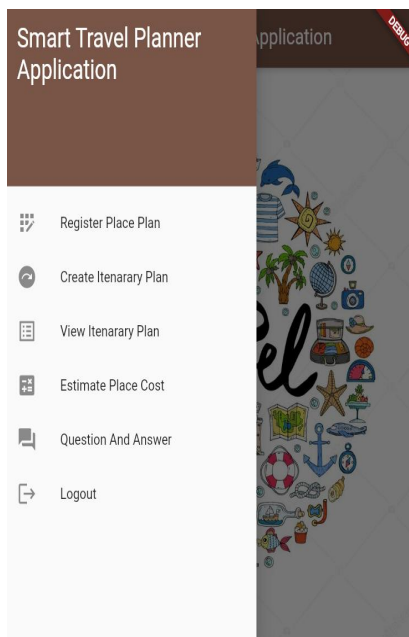 Smart Travel Planner
Application
Application
DEBUG
Register Place Plan
Create Itenarary Plan
View Itenarary Plan
Estimate Place Cost
Question And Answer
Logout